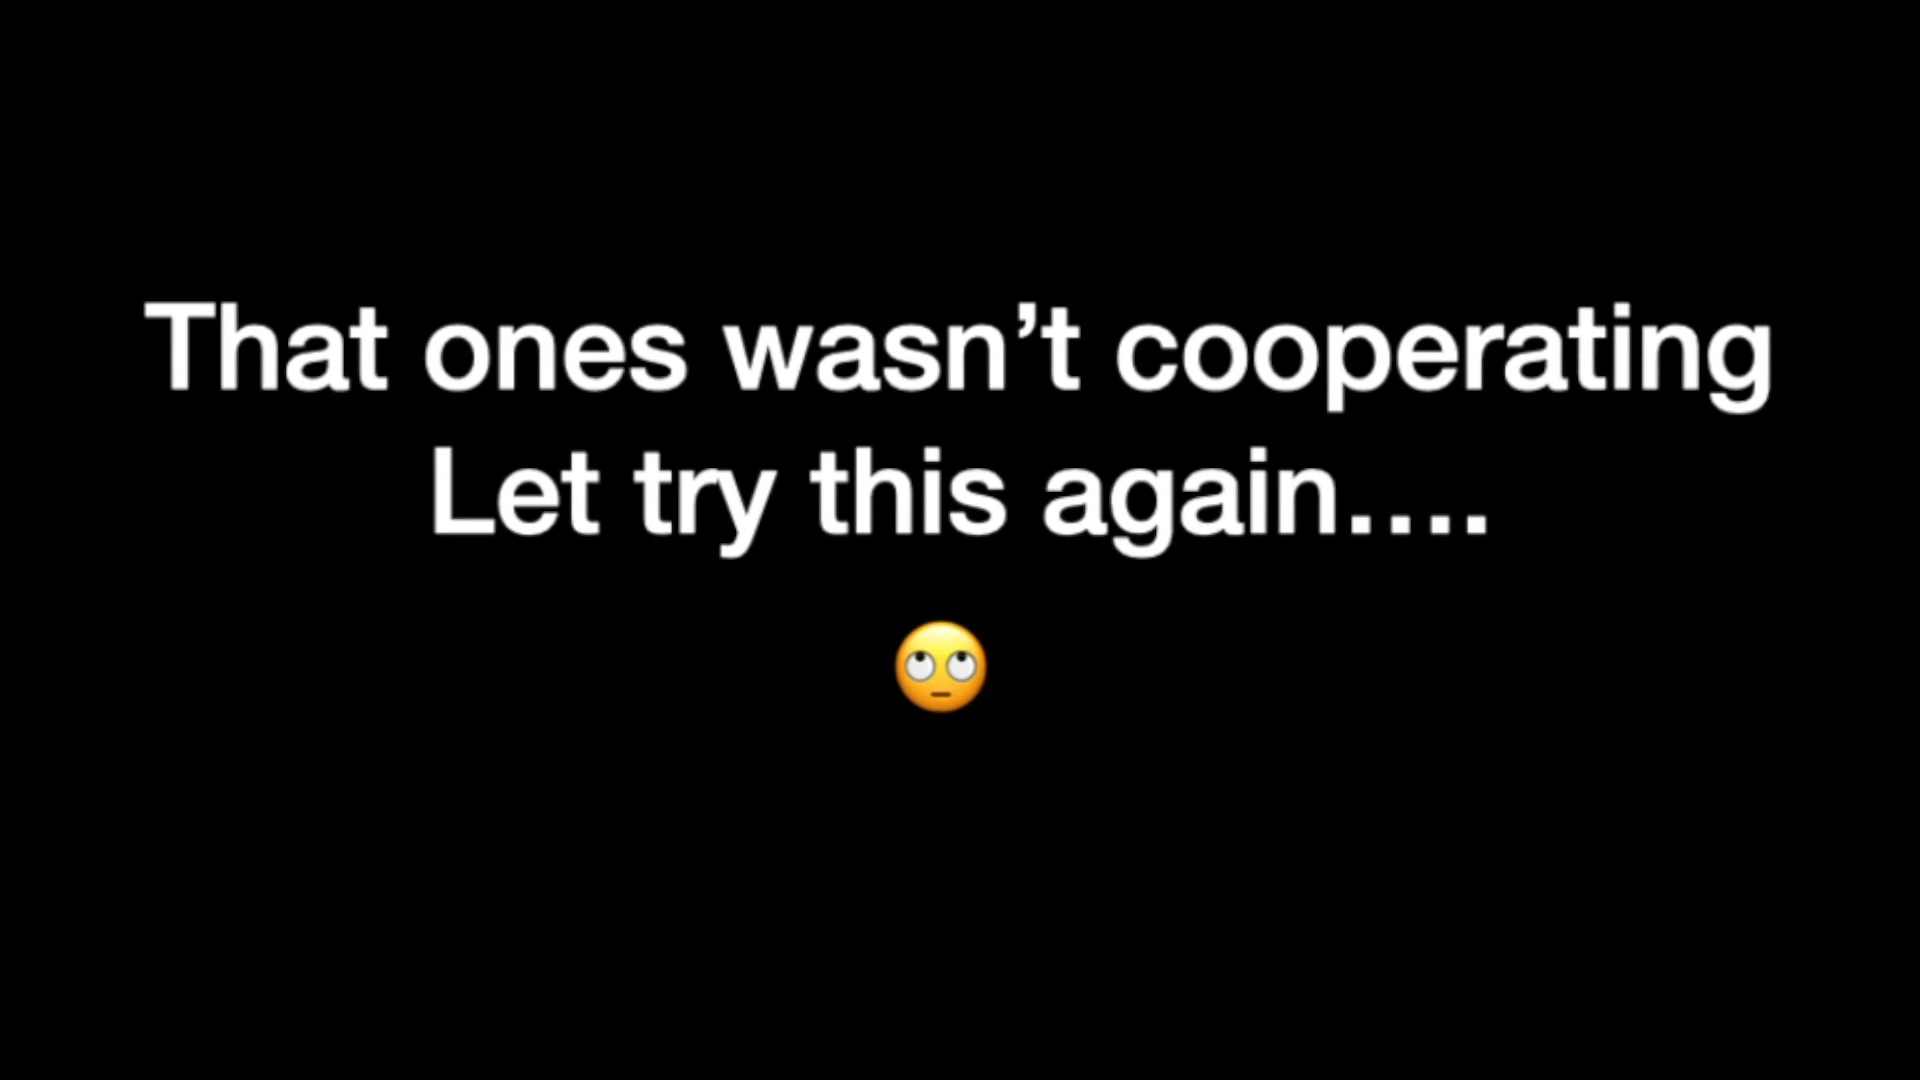 That ones wasn’t cooperating
Let try this again....
🙄